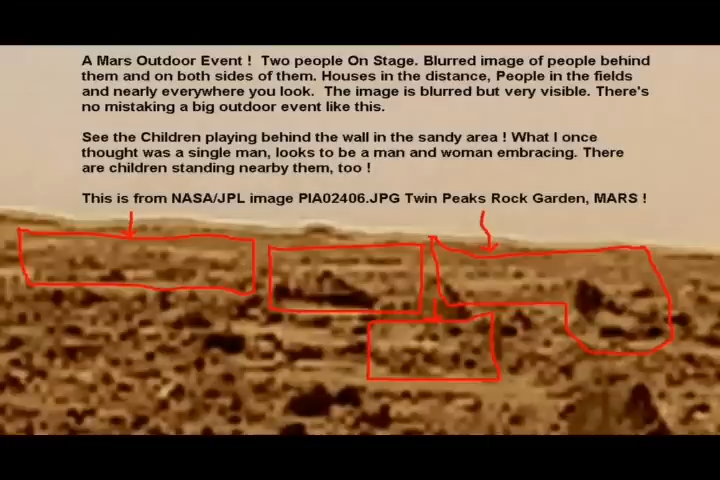 A Mars Outdoor Event ! Two people On Stage. Blurred image of people behind
them and on both sides of them. Houses in the distance, People in the fields
and nearly everywhere you look. The image is blurred but very visible. There's
no mistaking a big outdoor event like this.
See the Children playing behind the wall in the sandy area ! What I once
thought was a single man, looks to be a man and woman embracing. There
are children standing nearby them, too !
This is from NASA/JPL image PIA02406.JPG Twin Peaks Rock Garden, MARS !